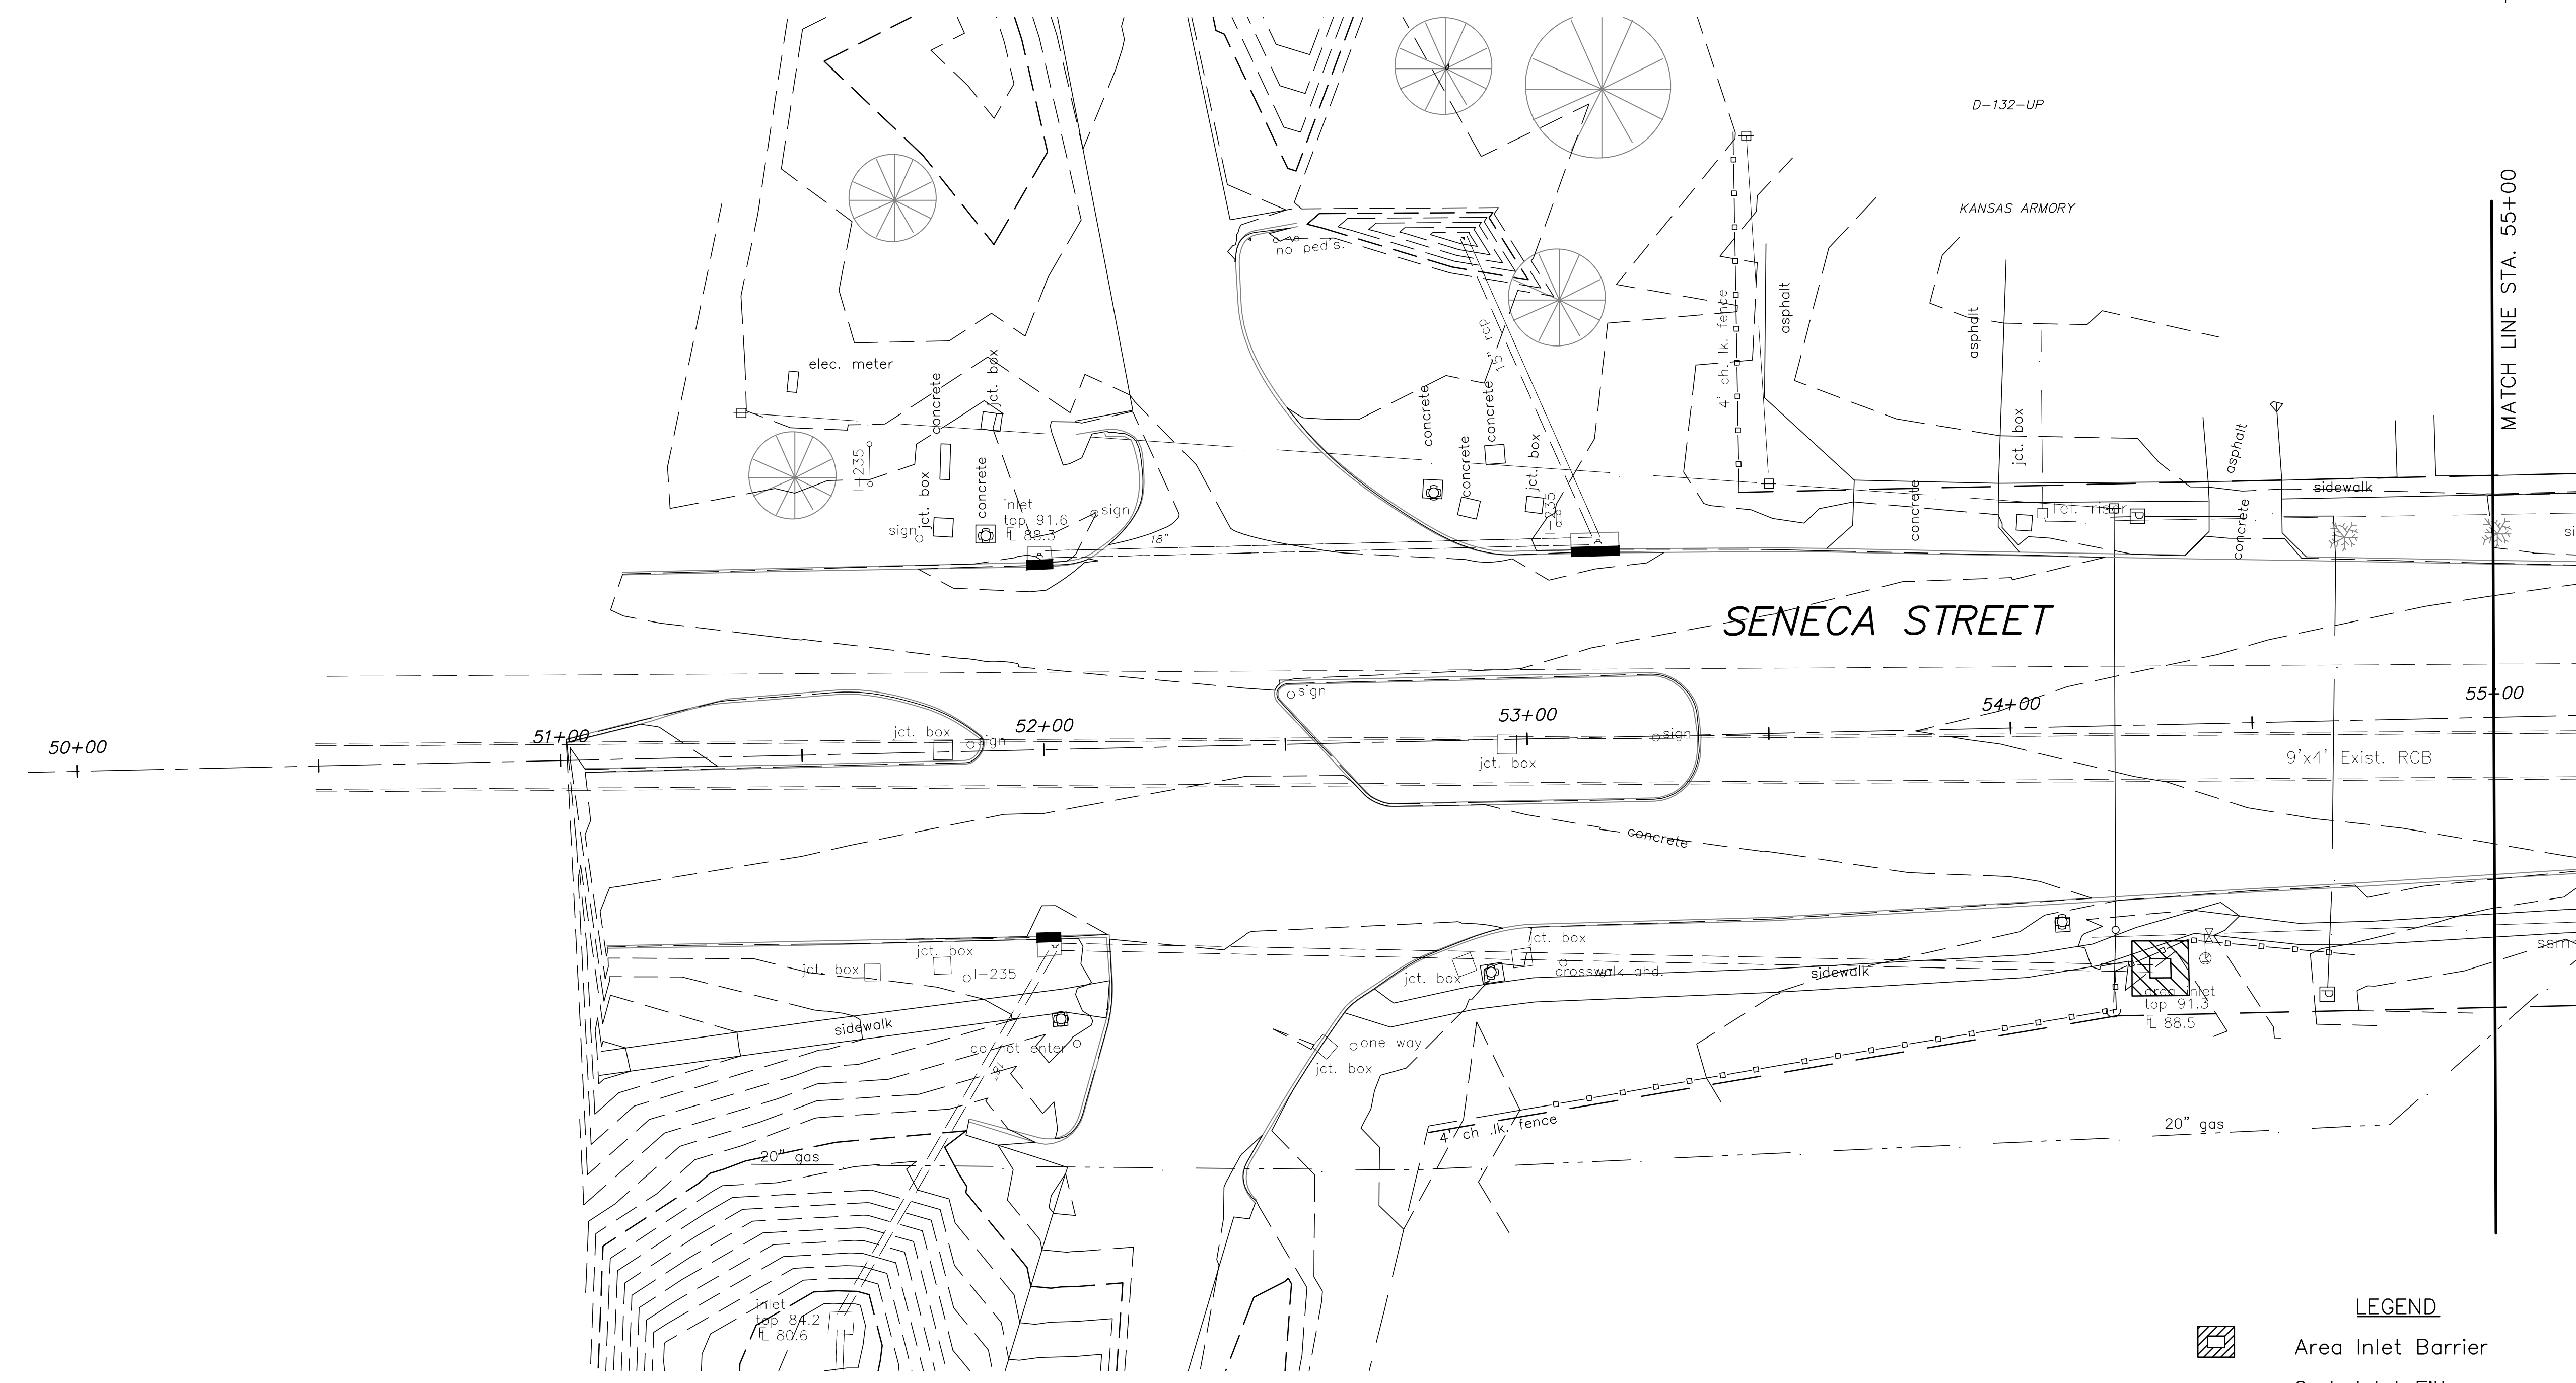 D-132-UP
KANSAS ARMORY
MATCH LINE STA. 55+00
no ped's.
15" rcp
4' ch. lk. fence
asphalt
asphalt
asphalt
elec. meter
concrete
jct. box
I-235
jct. box
concrete
inlet
top 91.6
FL 88.3
sign
sign
18"
concrete
concrete
concrete
jct. box
I-235
concrete
jct. box
Tel. riser
concrete
sidewalk
SENECA STREET
sign
50+00
51+00
52+00
53+00
54+00
55+00
jct. box
sign
jct. box
sign
9'x4' Exist. RCB
concrete
jct. box
jct. box
I-235
sidewalk
do not enter
18"
jct. box
jct. box
crosswalk ahd.
sidewalk
one way
jct. box
area inlet
top 91.3
FL 88.5
ssmh
4' ch .lk. fence
20" gas
20" gas
inlet
top 84.2
FL 80.6
LEGEND
Area Inlet Barrier